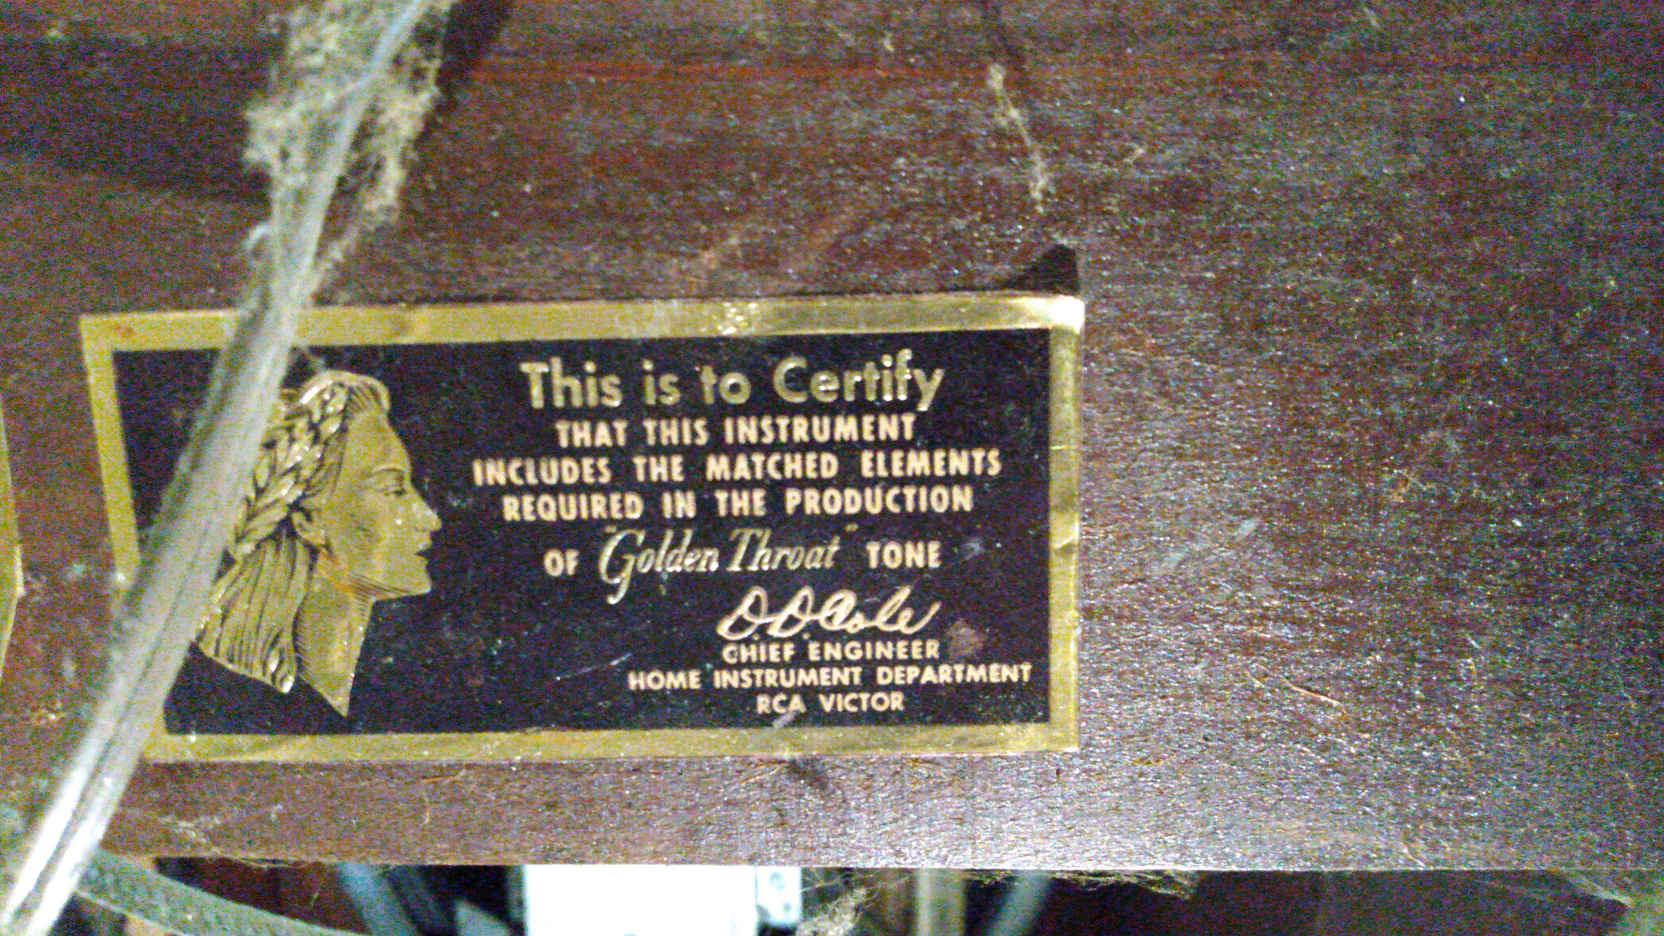 This is to Certify
THAT THIS INSTRUMENT
INCLUDES THE MATCHED ELEMENTS
REQUIRED IN THE PRODUCTION
OF "Golden Throat" TONE
D.D. Cole
CHIEF ENGINEER
HOME INSTRUMENT DEPARTMENT
RCA VICTOR